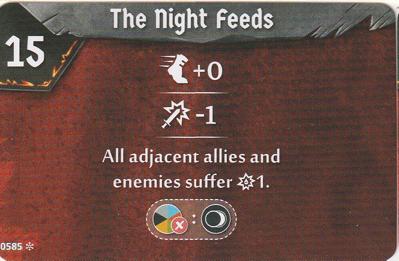 The Night Feeds
15
+0
-1
All adjacent allies and
enemies suffer 1.
:
0585